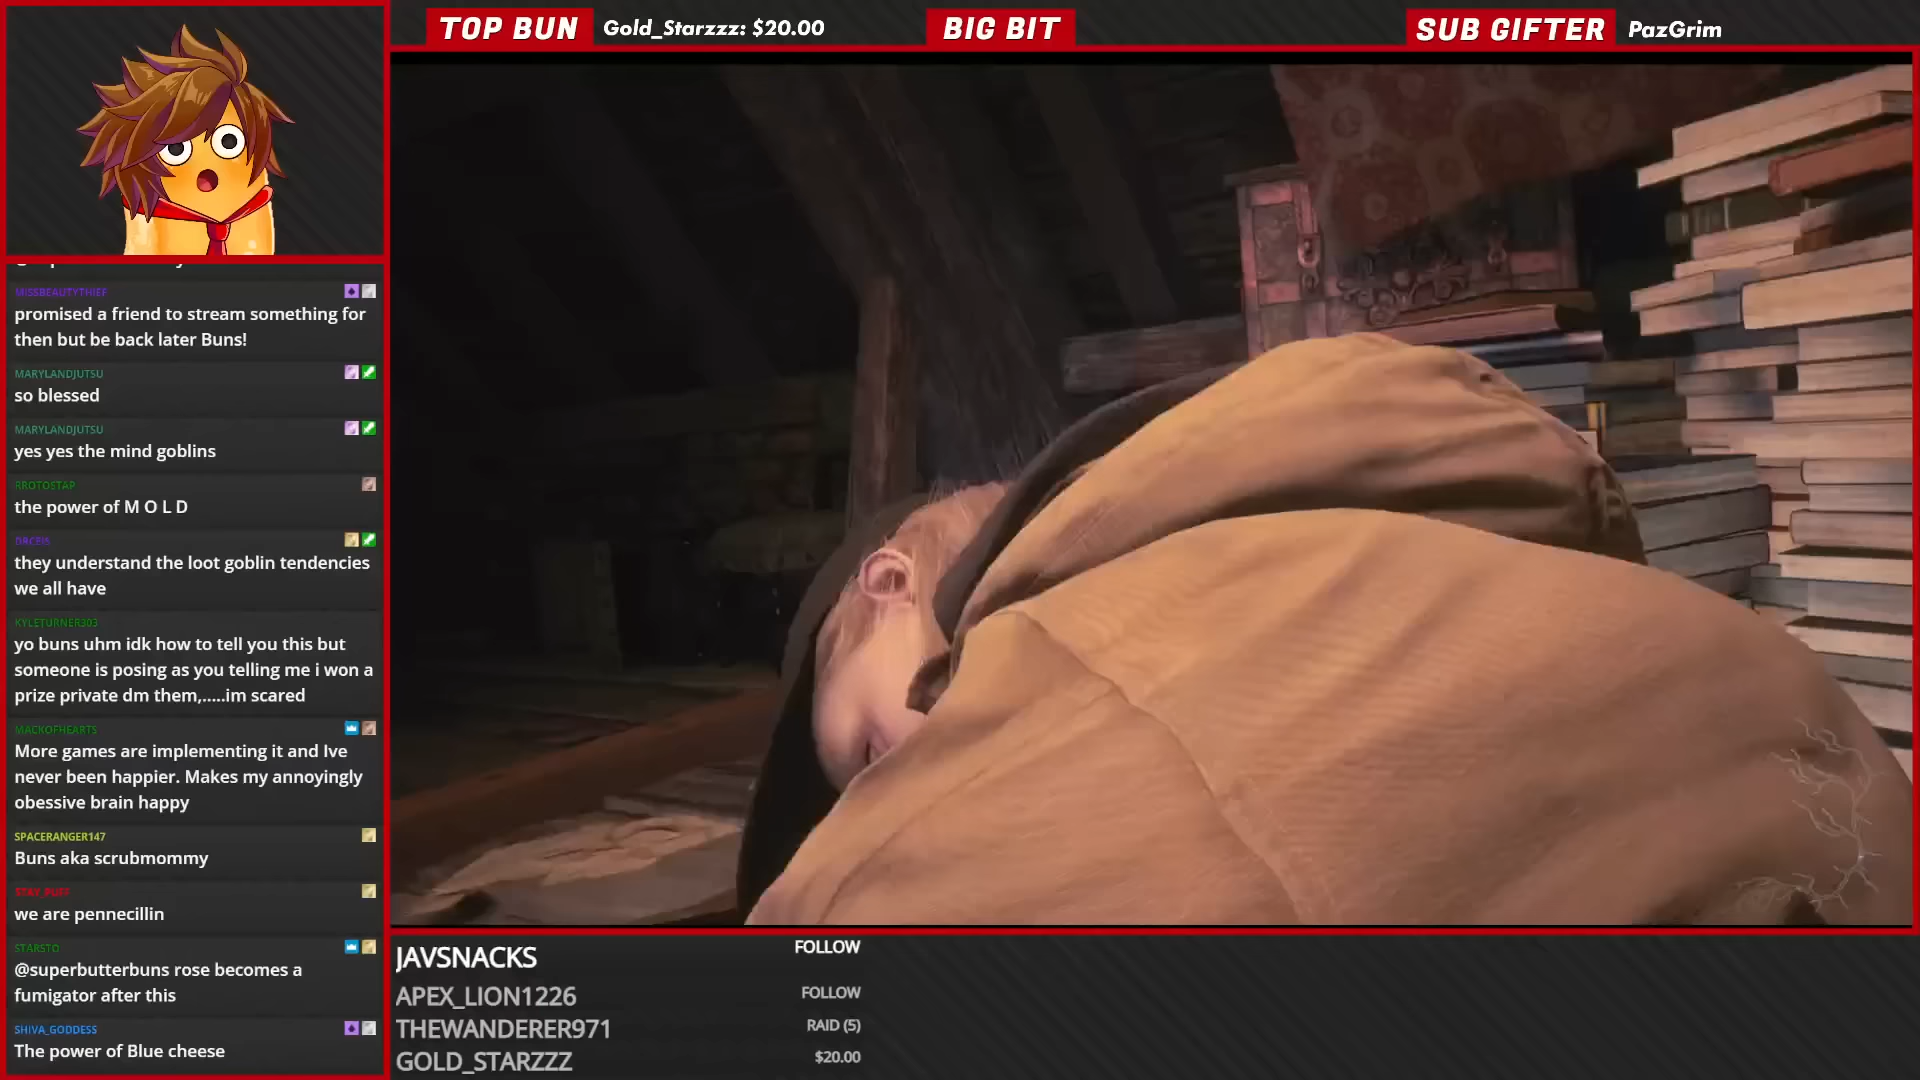 TOP BUN
Gold_Starzzz: $20.00
BIG BIT
SUB GIFTER
PazGrim
MISSBEAUTYTHIEF
promised a friend to stream something for
then but be back later Buns!
MARYLANDJUTSU
so blessed
MARYLANDJUTSU
yes yes the mind goblins
RROTOSTAP
the power of M O L D
DRCEIS
they understand the loot goblin tendencies
we all have
KYLETURNER303
yo buns uhm idk how to tell you this but
someone is posing as you telling me i won a
prize private dm them,.....im scared
MACKOFHEARTS
More games are implementing it and Ive
never been happier. Makes my annoyingly
obessive brain happy
SPACERANGER147
Buns aka scrubmommy
STAY_PUFF
we are pennecillin
STARSTO
@superbutterbuns rose becomes a
fumigator after this
SHIVA_GODDESS
The power of Blue cheese
JAVSNACKS
FOLLOW
APEX_LION1226
FOLLOW
THEWANDERER971
RAID (5)
GOLD_STARZZZ
$20.00